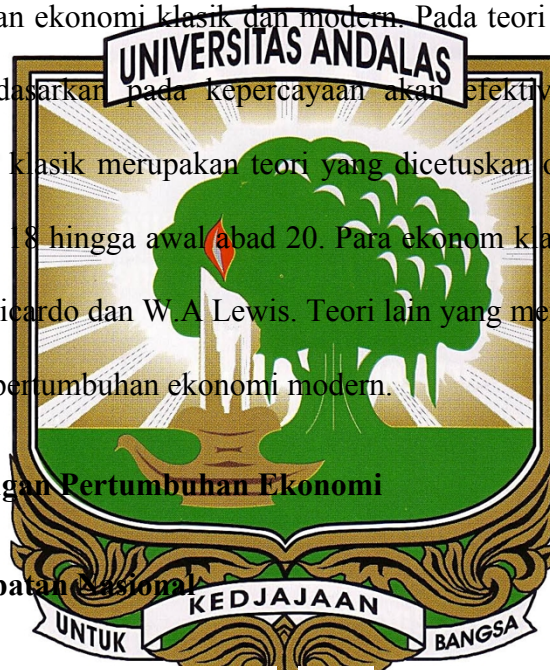 an ekonomi klasik dan modern. Pada teori
UNIVERSITAS ANDALAS
dasarkan pada kepercayaan akan efektiv
klasik merupakan teori yang dicetuskan
18 hingga awal abad 20. Para ekonom kla
icardo dan W.A Lewis. Teori lain yang me
pertumbuhan ekonomi modern.
gan Pertumbuhan Ekonomi
patan Nasional
KEDJAJAAN
UNTUK
BANGSA